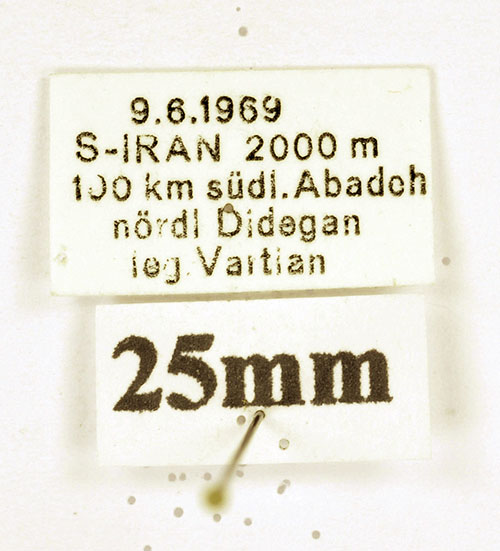 9.6.1969
S-IRAN 2000 m
100 km südl. Abadeh
nördl Didegan
leg. Vartian
25mm